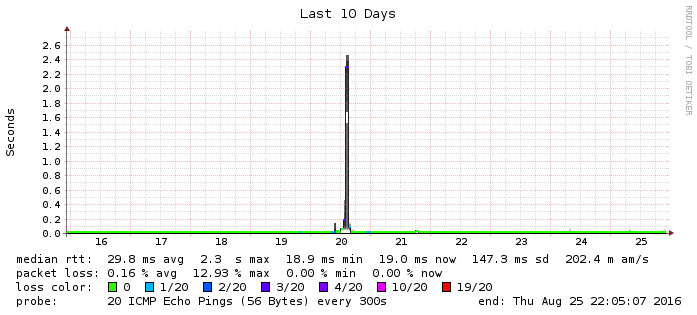 Last 10 Days
RRDTOOL / TOBI OETIKER
Seconds
2.6
2.4
2.2
2.0
1.8
1.6
1.4
1.2
1.0
0.8
0.6
0.4
0.2
0.0
16 17 18 19 20 21 22 23 24 25
median rtt: 29.8 ms avg 2.3 s max 18.9 ms min 19.0 ms now 147.3 ms sd 202.4 m am/s
packet loss: 0.16 % avg 12.93 % max 0.00 % min 0.00 % now
loss color: 0 1/20 2/20 3/20 4/20 10/20 19/20
probe: 20 ICMP Echo Pings (56 Bytes) every 300s end: Thu Aug 25 22:05:07 2016